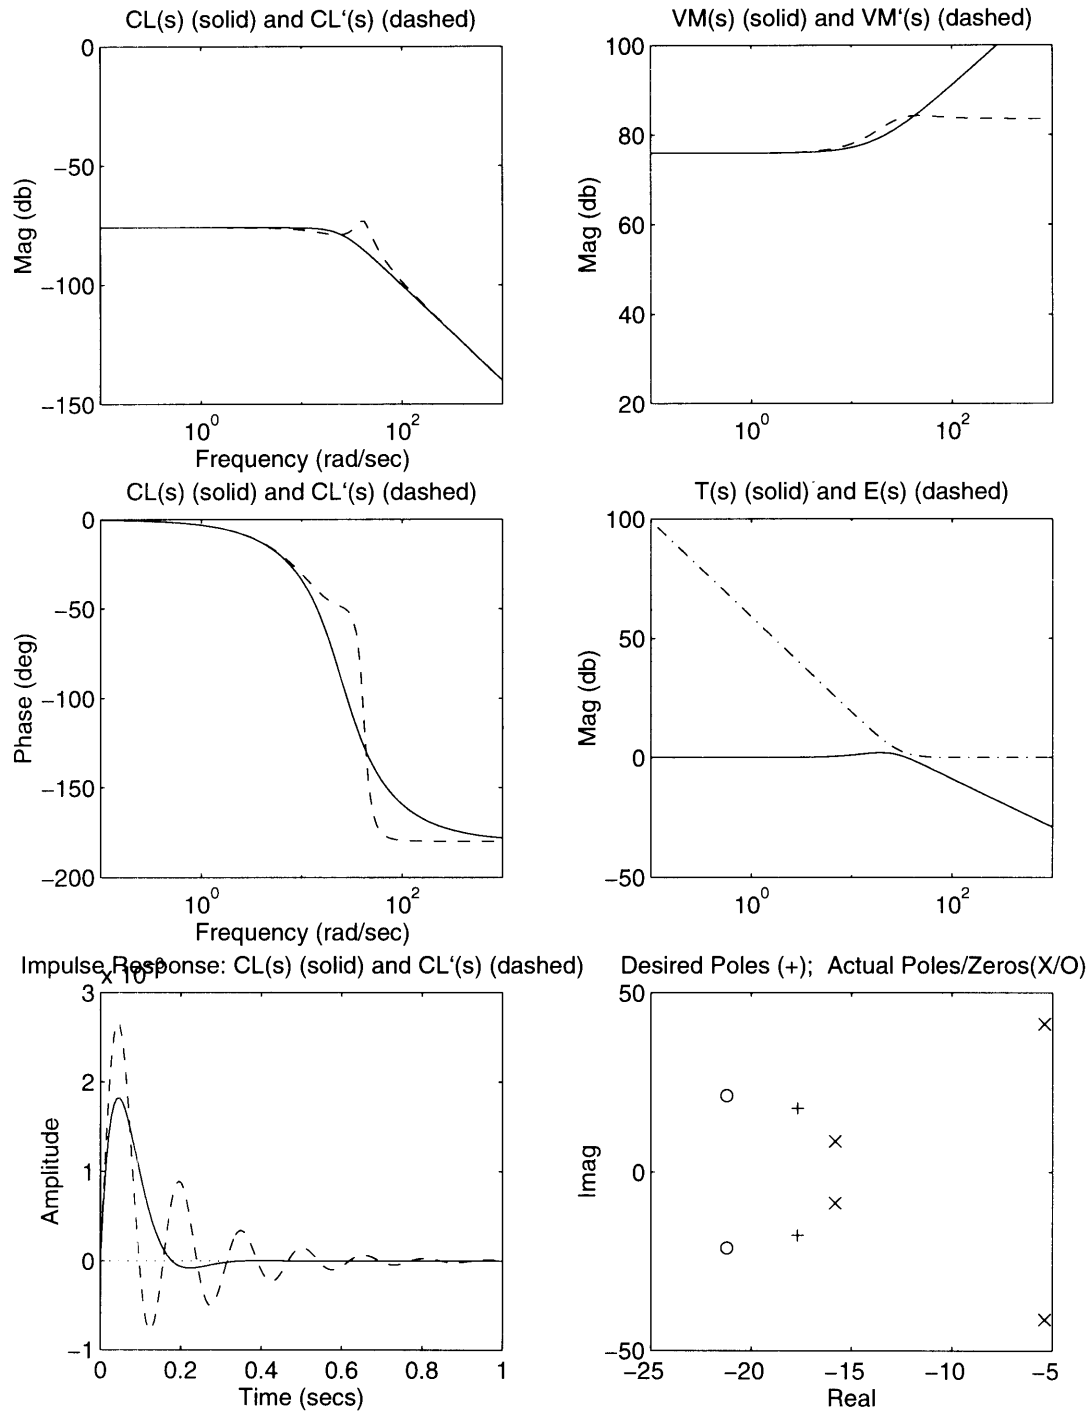 CL(s) (solid) and CL‘(s) (dashed)
0
−50
−100
−150
Mag (db)
10^0
10^2
Frequency (rad/sec)
VM(s) (solid) and VM‘(s) (dashed)
100
80
60
40
20
Mag (db)
10^0
10^2
CL(s) (solid) and CL‘(s) (dashed)
0
−50
−100
−150
−200
Phase (deg)
10^0
10^2
Frequency (rad/sec)
T(s) (solid) and E(s) (dashed)
100
50
0
−50
Mag (db)
10^0
10^2
Impulse Response: CL(s) (solid) and CL‘(s) (dashed)
3
2
1
0
−1
Amplitude
0
0.2
0.4
0.6
0.8
1
Time (secs)
Desired Poles (+); Actual Poles/Zeros(X/O)
50
0
−50
Imag
−25
−20
−15
−10
−5
Real